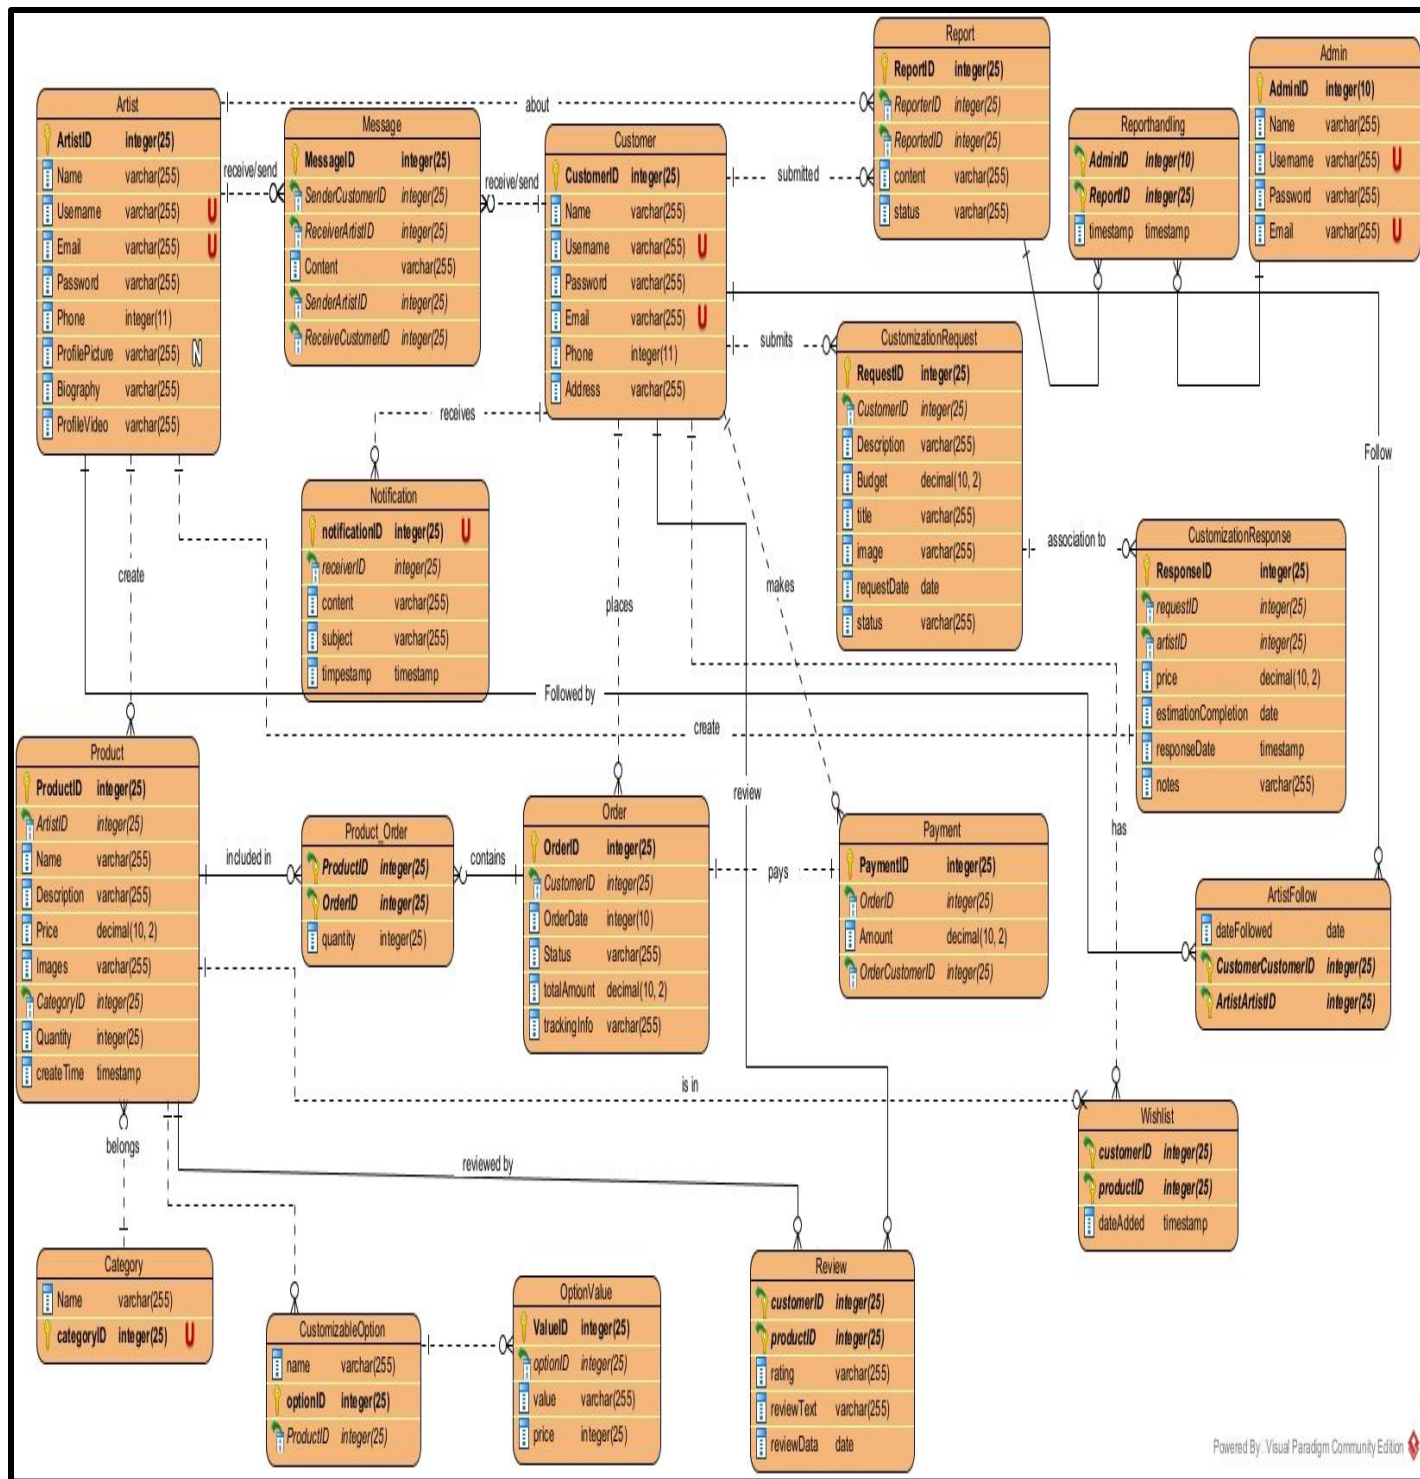 Artist
ArtistID integer(25)
Name varchar(255)
Username varchar(255) U
Email varchar(255) U
Password varchar(255)
Phone integer(11)
ProfilePicture varchar(255) N
Biography varchar(255)
ProfileVideo varchar(255)
about
receive/send
Message
MessageID integer(25)
SenderCustomerID integer(25)
ReceiverArtistID integer(25)
Content varchar(255)
SenderArtistID integer(25)
ReceiveCustomerID integer(25)
receive/send
Customer
CustomerID integer(25)
Name varchar(255)
Username varchar(255) U
Password varchar(255)
Email varchar(255) U
Phone integer(11)
Address varchar(255)
submitted
Report
ReportID integer(25)
ReporterID integer(25)
ReportedID integer(25)
content varchar(255)
status varchar(255)
Reporthandling
AdminID integer(10)
ReportID integer(25)
timestamp timestamp
Admin
AdminID integer(10)
Name varchar(255)
Username varchar(255) U
Password varchar(255)
Email varchar(255) U
receives
submits
Follow
Notification
notificationID integer(25) U
receiverID integer(25)
content varchar(255)
subject varchar(255)
timpestamp timestamp
CustomizationRequest
RequestID integer(25)
CustomerID integer(25)
Description varchar(255)
Budget decimal(10, 2)
title varchar(255)
image varchar(255)
requestDate date
status varchar(255)
association to
CustomizationResponse
ResponseID integer(25)
requestID integer(25)
artistID integer(25)
price decimal(10, 2)
estimationCompletion date
responseDate timestamp
notes varchar(255)
create
places
makes
Followed by
create
review
has
Product
ProductID integer(25)
ArtistID integer(25)
Name varchar(255)
Description varchar(255)
Price decimal(10, 2)
Images varchar(255)
CategoryID integer(25)
Quantity integer(25)
createTime timestamp
included in
Product_Order
ProductID integer(25)
OrderID integer(25)
quantity integer(25)
contains
Order
OrderID integer(25)
CustomerID integer(25)
OrderDate integer(10)
Status varchar(255)
totalAmount decimal(10, 2)
trackingInfo varchar(255)
pays
Payment
PaymentID integer(25)
OrderID integer(25)
Amount decimal(10, 2)
OrderCustomerID integer(25)
ArtistFollow
dateFollowed date
CustomerCustomerID integer(25)
ArtistArtistID integer(25)
is in
Wishlist
customerID integer(25)
productID integer(25)
dateAdded timestamp
belongs
reviewed by
Category
Name varchar(255)
categoryID integer(25) U
CustomizableOption
name varchar(255)
optionID integer(25)
ProductID integer(25)
OptionValue
ValueID integer(25)
optionID integer(25)
value varchar(255)
price integer(25)
Review
customerID integer(25)
productID integer(25)
rating varchar(255)
reviewText varchar(255)
reviewData date
Powered By Visual Paradigm Community Edition